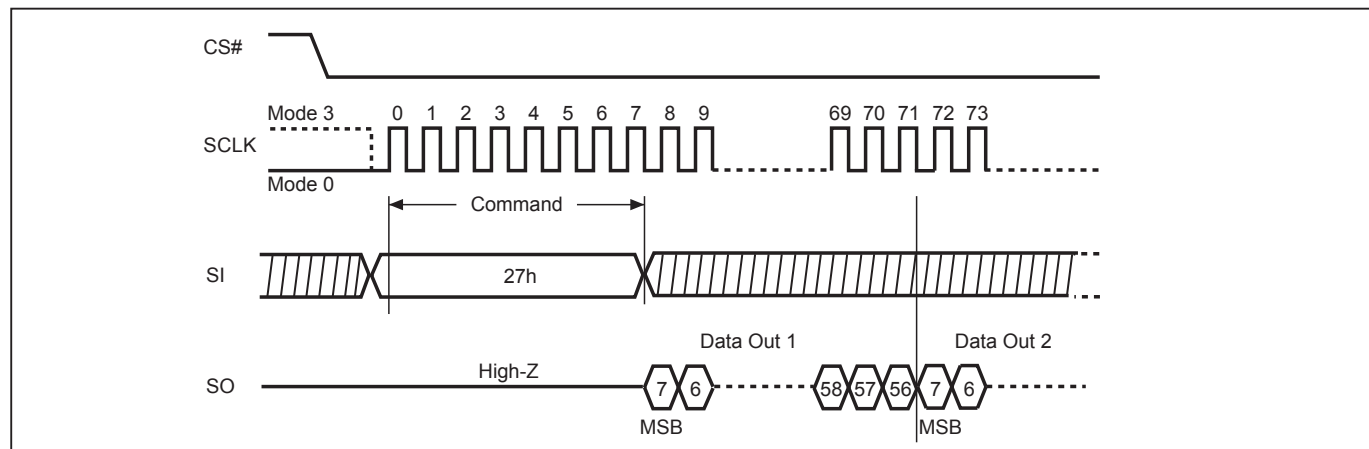 CS#
Mode 3 0 1 2 3 4 5 6 7 8 9 69 70 71 72 73
SCLK
Mode 0
Command
SI 27h
Data Out 1 Data Out 2
High-Z
SO 7 6 58 57 56 7 6
MSB MSB